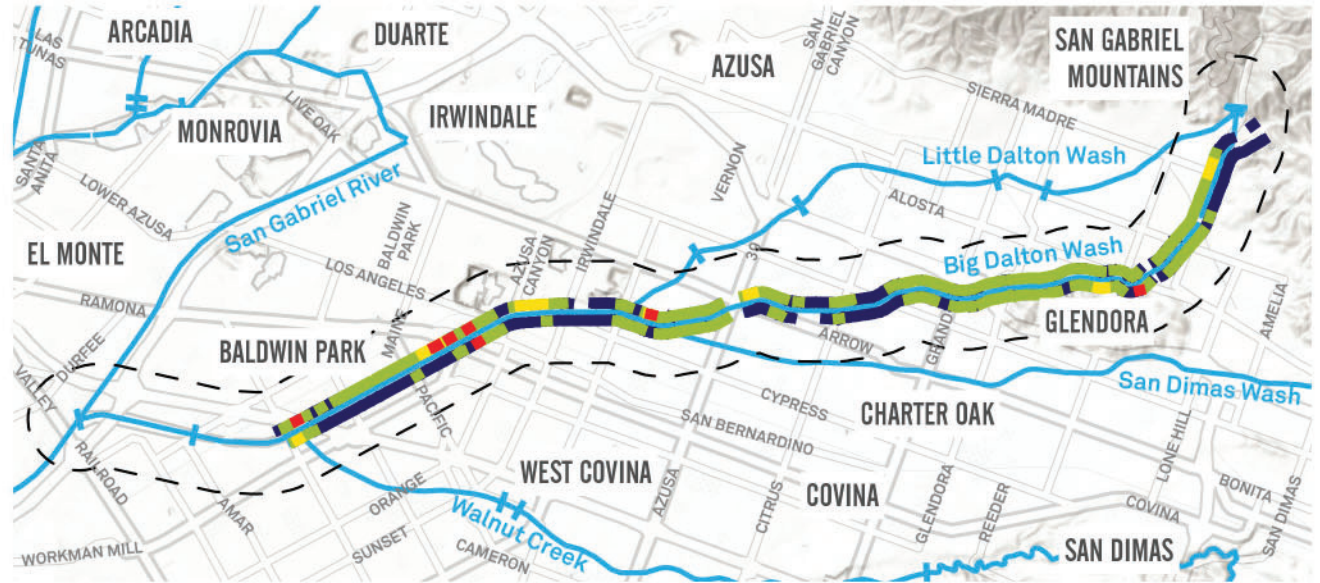 ARCADIA
DUARTE
LAS
TUNAS
AZUSA
SAN
GABRIEL
CANYON
SAN GABRIEL
MOUNTAINS
SIERRA MADRE
LIVE OAK
IRWINDALE
MONROVIA
SANTA
ANITA
Little Dalton Wash
VERNON
LOWER AZUSA
San Gabriel River
BALDWIN
PARK
IRWINDALE
ALOSTA
EL MONTE
LOS ANGELES
AZUSA
CANYON
39
Big Dalton Wash
RAMONA
AMELIA
GLENDORA
MAINE
ARROW
GRAND
BALDWIN PARK
DURFEE
VALLEY
San Dimas Wash
PACIFIC
CYPRESS
CHARTER OAK
SAN BERNARDINO
LONE HILL
RAILROAD
WEST COVINA
COVINA
AZUSA
CITRUS
GLENDORA
REEDER
COVINA
BONITA
SAN DIMAS
AMAR
ORANGE
Walnut Creek
SUNSET
CAMERON
WORKMAN MILL
SAN DIMAS